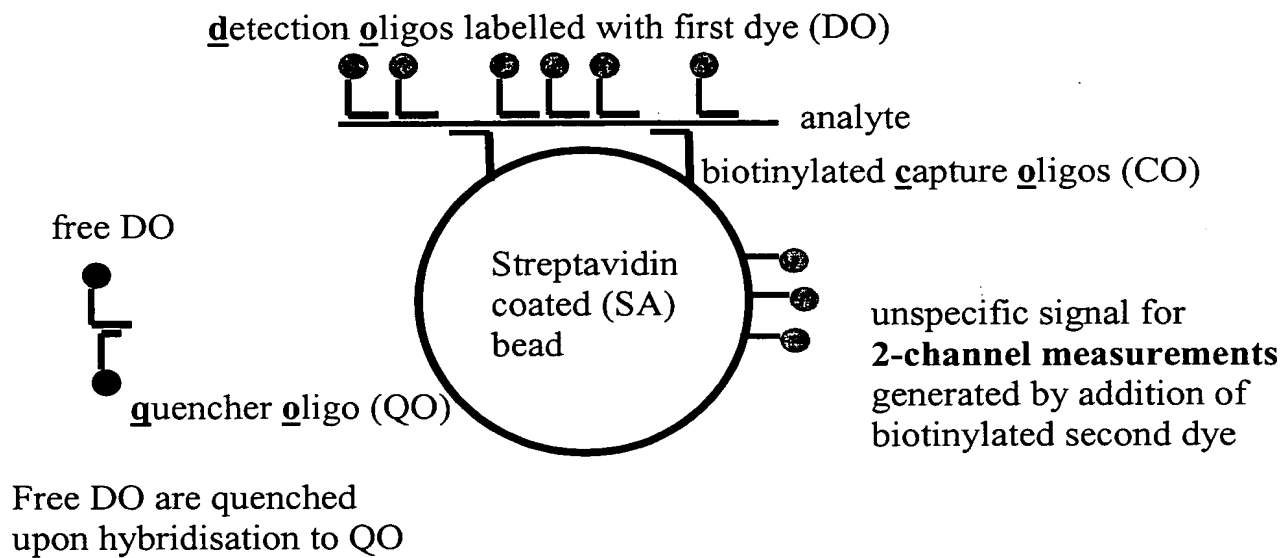 detection oligos labelled with first dye (DO)
analyte
biotinylated capture oligos (CO)
free DO
Streptavidin
coated (SA)
bead
unspecific signal for
2-channel measurements
generated by addition of
biotinylated second dye
quencher oligo (QO)
Free DO are quenched
upon hybridisation to QO